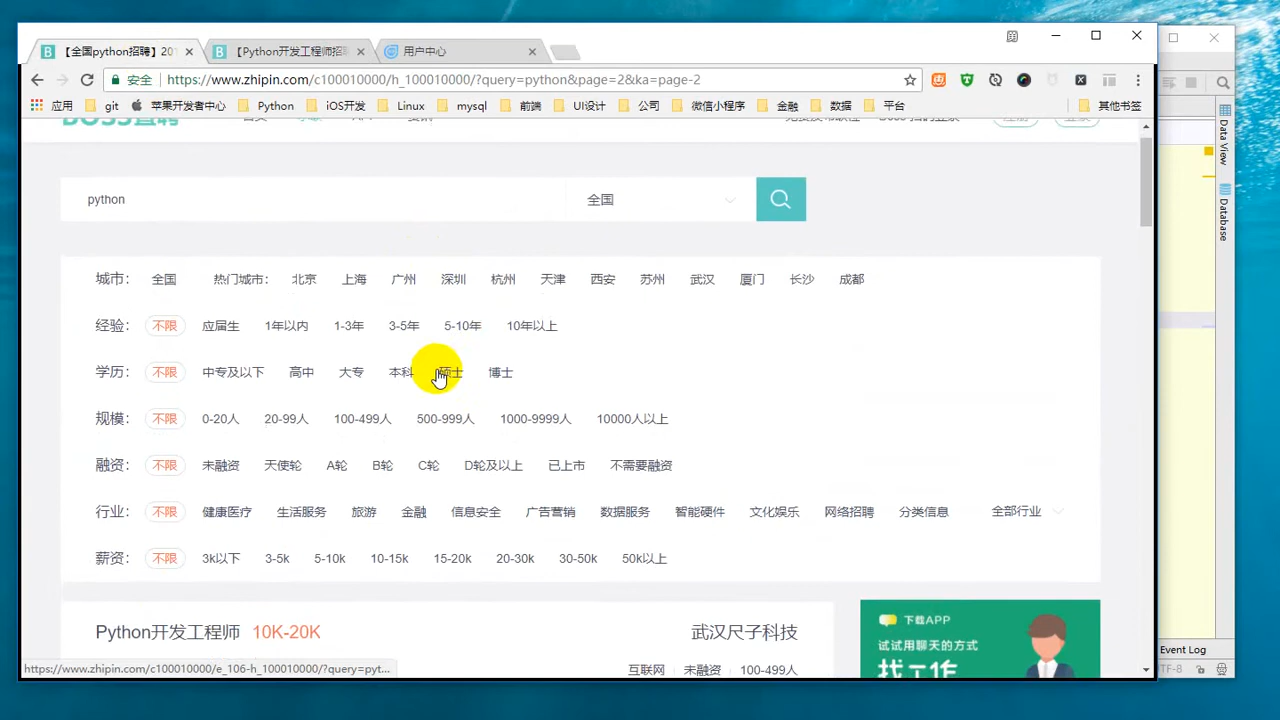 【全国python招聘】201
【Python开发工程师招聘
用户中心
安全 https://www.zhipin.com/c100010000/h_100010000/?query=python&page=2&ka=page-2
应用 git 苹果开发者中心 Python iOS开发 Linux mysql 前端 UI设计 公司 微信小程序 金融 数据 平台 其他书签
python 全国
城市： 全国 热门城市： 北京 上海 广州 深圳 杭州 天津 西安 苏州 武汉 厦门 长沙 成都
经验： 不限 应届生 1年以内 1-3年 3-5年 5-10年 10年以上
学历： 不限 中专及以下 高中 大专 本科 硕士 博士
规模： 不限 0-20人 20-99人 100-499人 500-999人 1000-9999人 10000人以上
融资： 不限 未融资 天使轮 A轮 B轮 C轮 D轮及以上 已上市 不需要融资
行业： 不限 健康医疗 生活服务 旅游 金融 信息安全 广告营销 数据服务 智能硬件 文化娱乐 网络招聘 分类信息 全部行业
薪资： 不限 3k以下 3-5k 5-10k 10-15k 15-20k 20-30k 30-50k 50k以上
Python开发工程师 10K-20K 武汉尺子科技
互联网 未融资 100-499人
下载APP
试试用聊天的方式
找工作
https://www.zhipin.com/c100010000/e_106-h_100010000/?query=pyt...
Data View
Database
Event Log
UTF-8